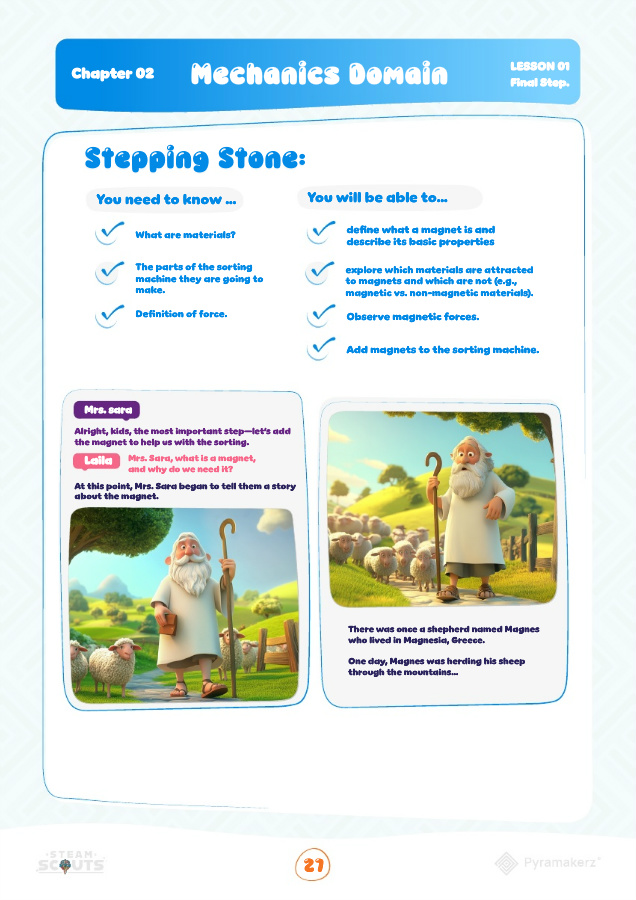 Chapter 02
Mechanics Domain
LESSON 01
Final Step.
Stepping Stone:
You need to know ...
What are materials?
The parts of the sorting
machine they are going to
make.
Definition of force.
You will be able to...
define what a magnet is and
describe its basic properties
explore which materials are attracted
to magnets and which are not (e.g.,
magnetic vs. non-magnetic materials).
Observe magnetic forces.
Add magnets to the sorting machine.
Mrs. sara
Alright, kids, the most important step—let's add
the magnet to help us with the sorting.
Laila
Mrs. Sara, what is a magnet,
and why do we need it?
At this point, Mrs. Sara began to tell them a story
about the magnet.
There was once a shepherd named Magnes
who lived in Magnesia, Greece.
One day, Magnes was herding his sheep
through the mountains...
STEAM
SCOUTS
21
Pyramakerz